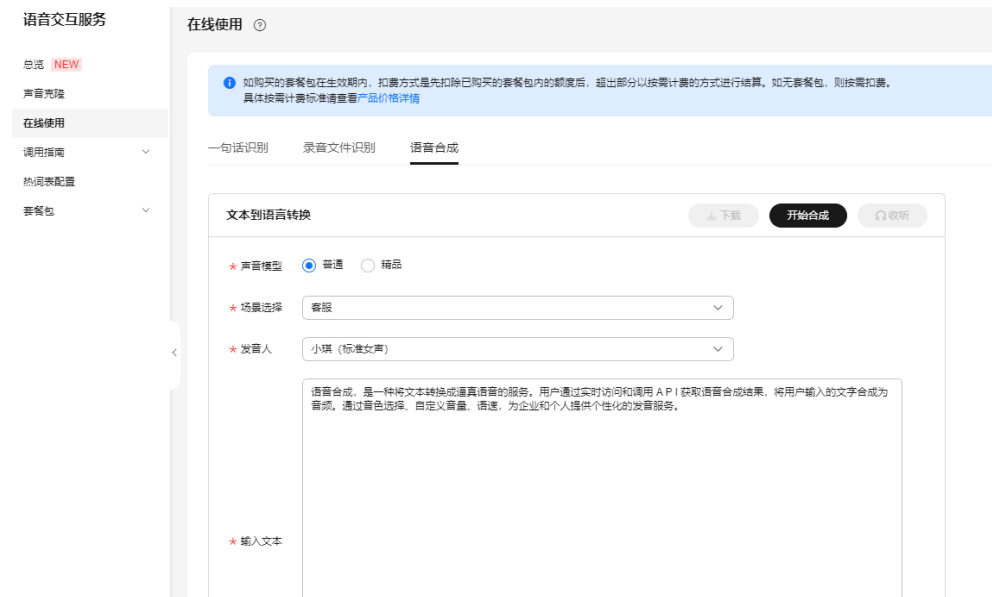 语音交互服务
总览 NEW
声音克隆
在线使用
调用指南
热词表配置
套餐包
在线使用
如购买的套餐包在生效期内，扣费方式是先扣除已购买的套餐包内的额度后，超出部分以按需计费的方式进行结算。如无套餐包，则按需扣费。
具体按需计费标准请查看产品价格详情
一句话识别 录音文件识别 语音合成
文本到语言转换 下载 开始合成 收听
* 声音模型 普通 精品
* 场景选择 客服
* 发音人 小琪（标准女声）
语音合成，是一种将文本转换成逼真语音的服务。用户通过实时访问和调用 A P I 获取语音合成结果，将用户输入的文字合成为
音频。通过音色选择、自定义音量、语速，为企业和个人提供个性化的发音服务。
* 输入文本